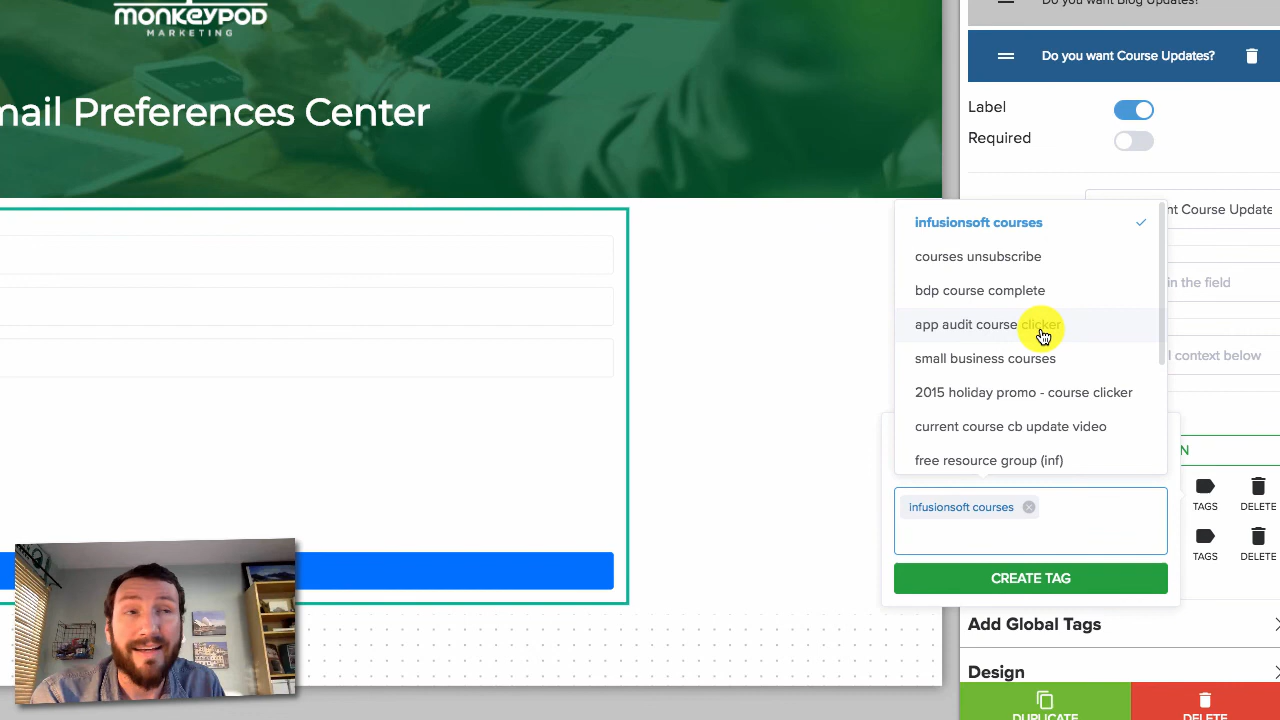 MONKEYPOD
MARKETING
mail Preferences Center
Do you want Blog Updates?
Do you want Course Updates?
Label
Required
nt Course Update
in the field
l context below
infusionsoft courses
courses unsubscribe
bdp course complete
app audit course clicker
small business courses
2015 holiday promo - course clicker
current course cb update video
free resource group (inf)
N
infusionsoft courses
TAGS
DELETE
TAGS
DELETE
CREATE TAG
Add Global Tags
Design
DUPLICATE
DELETE